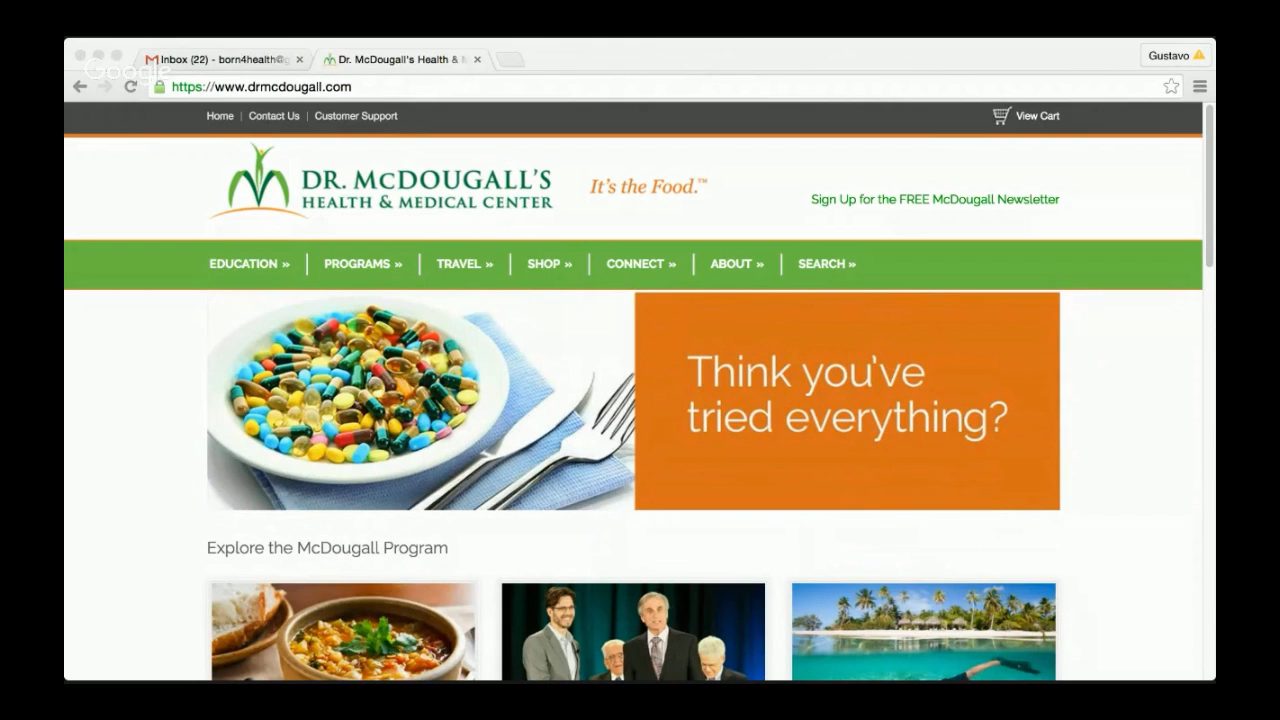 Inbox (22) - born4health@g
Dr. McDougall's Health &
Gustavo
Google
https://www.drmcdougall.com
Home | Contact Us | Customer Support
View Cart
DR. MCDOUGALL'S
HEALTH & MEDICAL CENTER
It's the Food.™
Sign Up for the FREE McDougall Newsletter
EDUCATION » PROGRAMS » TRAVEL » SHOP » CONNECT » ABOUT » SEARCH »
Think you've
tried everything?
Explore the McDougall Program